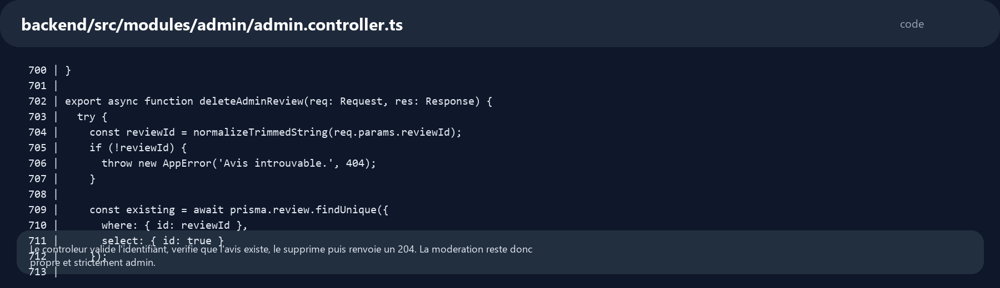 backend/src/modules/admin/admin.controller.ts
code
700 | }
701 |
702 | export async function deleteAdminReview(req: Request, res: Response) {
703 |   try {
704 |     const reviewId = normalizeTrimmedString(req.params.reviewId);
705 |     if (!reviewId) {
706 |       throw new AppError('Avis introuvable.', 404);
707 |     }
708 |
709 |     const existing = await prisma.review.findUnique({
710 |       where: { id: reviewId },
711 |       select: { id: true }
Le controleur valide l'identifiant, verifie que l'avis existe, le supprime puis renvoie un 204. La moderation reste donc
712 |     });
propre et strictement admin.
713 |